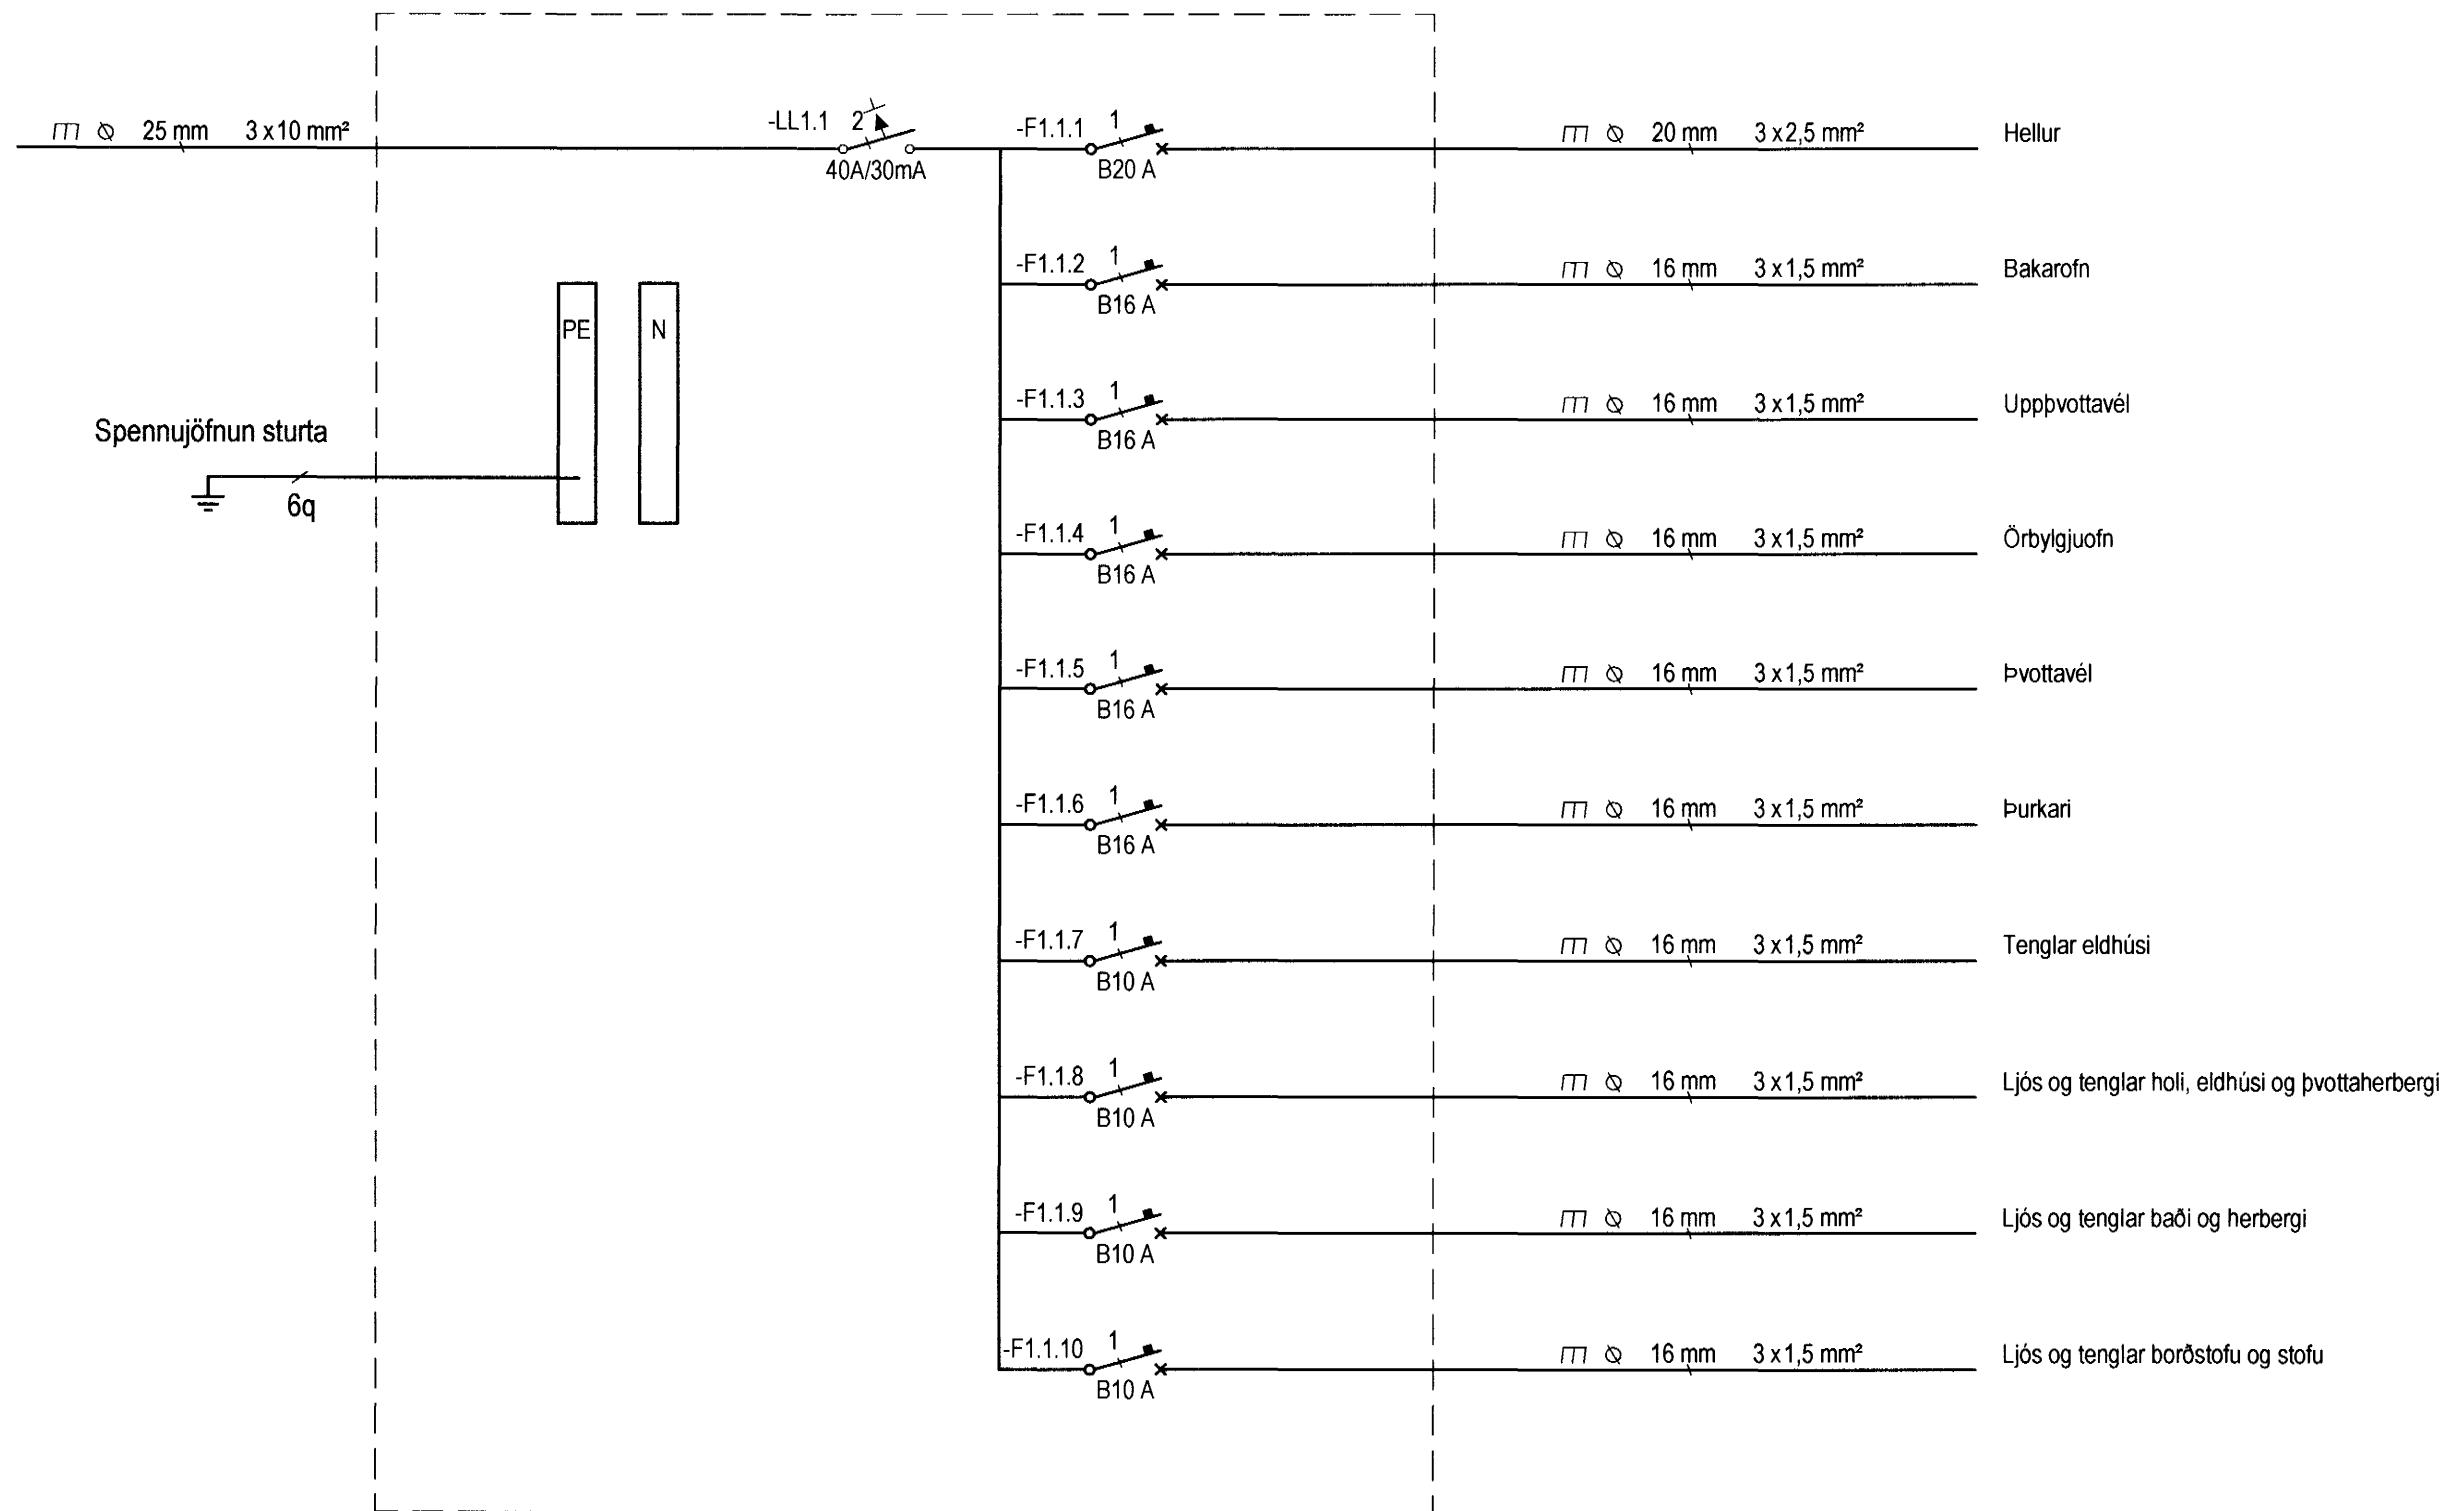 25 mm 3 x 10 mm²
-LL1.1 2
40A/30mA
-F1.1.1 1
B20 A
20 mm 3 x 2,5 mm² Hellur
-F1.1.2 1
B16 A
16 mm 3 x 1,5 mm² Bakarofn
PE N
-F1.1.3 1
B16 A
16 mm 3 x 1,5 mm² Uppþvottavél
Spennujöfnun sturta
6q
-F1.1.4 1
B16 A
16 mm 3 x 1,5 mm² Örbylgjuofn
-F1.1.5 1
B16 A
16 mm 3 x 1,5 mm² Þvottavél
-F1.1.6 1
B16 A
16 mm 3 x 1,5 mm² Þurkari
-F1.1.7 1
B10 A
16 mm 3 x 1,5 mm² Tenglar eldhúsi
-F1.1.8 1
B10 A
16 mm 3 x 1,5 mm² Ljós og tenglar holi, eldhúsi og þvottaherbergi
-F1.1.9 1
B10 A
16 mm 3 x 1,5 mm² Ljós og tenglar baði og herbergi
-F1.1.10 1
B10 A
16 mm 3 x 1,5 mm² Ljós og tenglar borðstofu og stofu